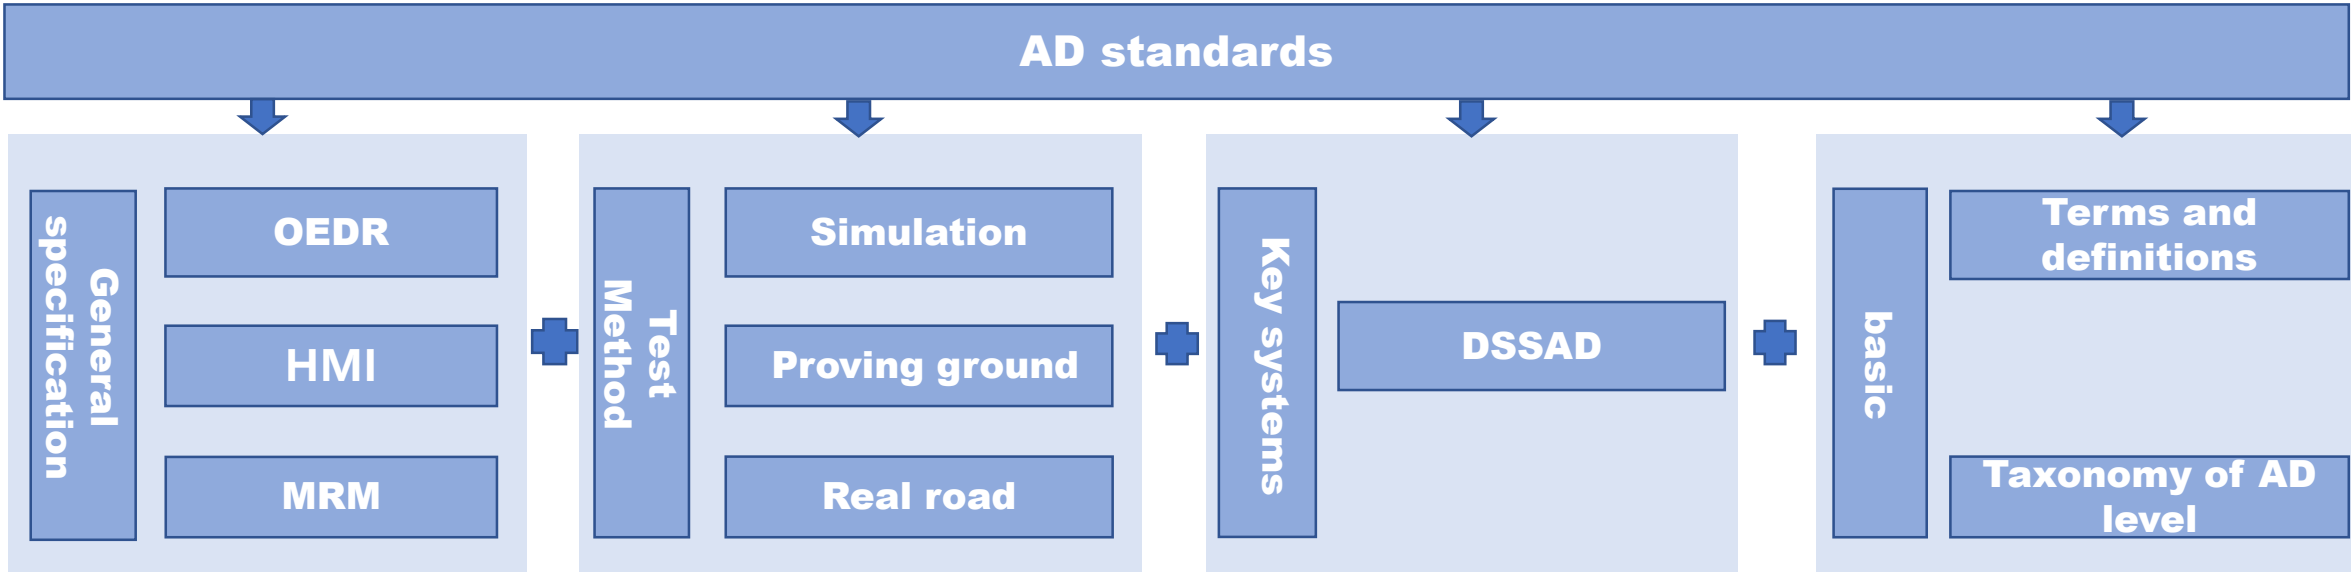 AD standards
General
specification
OEDR
HMI
MRM
Test
Method
Simulation
Proving ground
Real road
Key systems
DSSAD
basic
Terms and
definitions
Taxonomy of AD
level